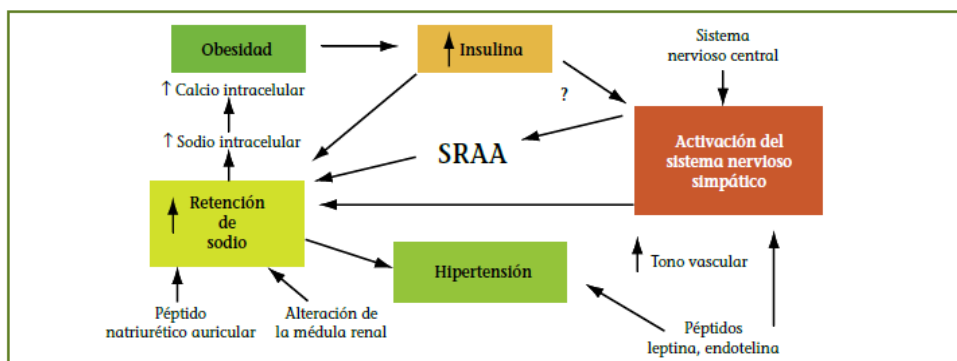 Obesidad
↑ Insulina
Sistema
nervioso central
↑ Calcio intracelular
?
↑ Sodio intracelular
SRAA
Activación del
sistema nervioso
simpático
↑ Retención
de
sodio
Hipertensión
↑ Tono vascular
Péptido
natriurético auricular
Alteración de
la médula renal
Péptidos
leptina, endotelina